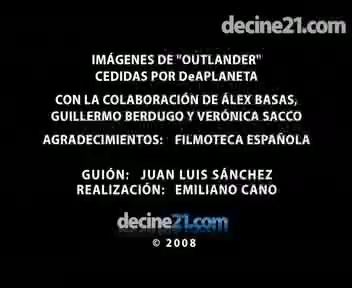 decine21.com
IMÁGENES DE "OUTLANDER"
CEDIDAS POR DeAPLANETA
CON LA COLABORACIÓN DE ÁLEX BASAS,
GUILLERMO BERDUGO Y VERÓNICA SACCO
AGRADECIMIENTOS: FILMOTECA ESPAÑOLA
GUIÓN: JUAN LUIS SÁNCHEZ
REALIZACIÓN: EMILIANO CANO
decine21.com
© 2008